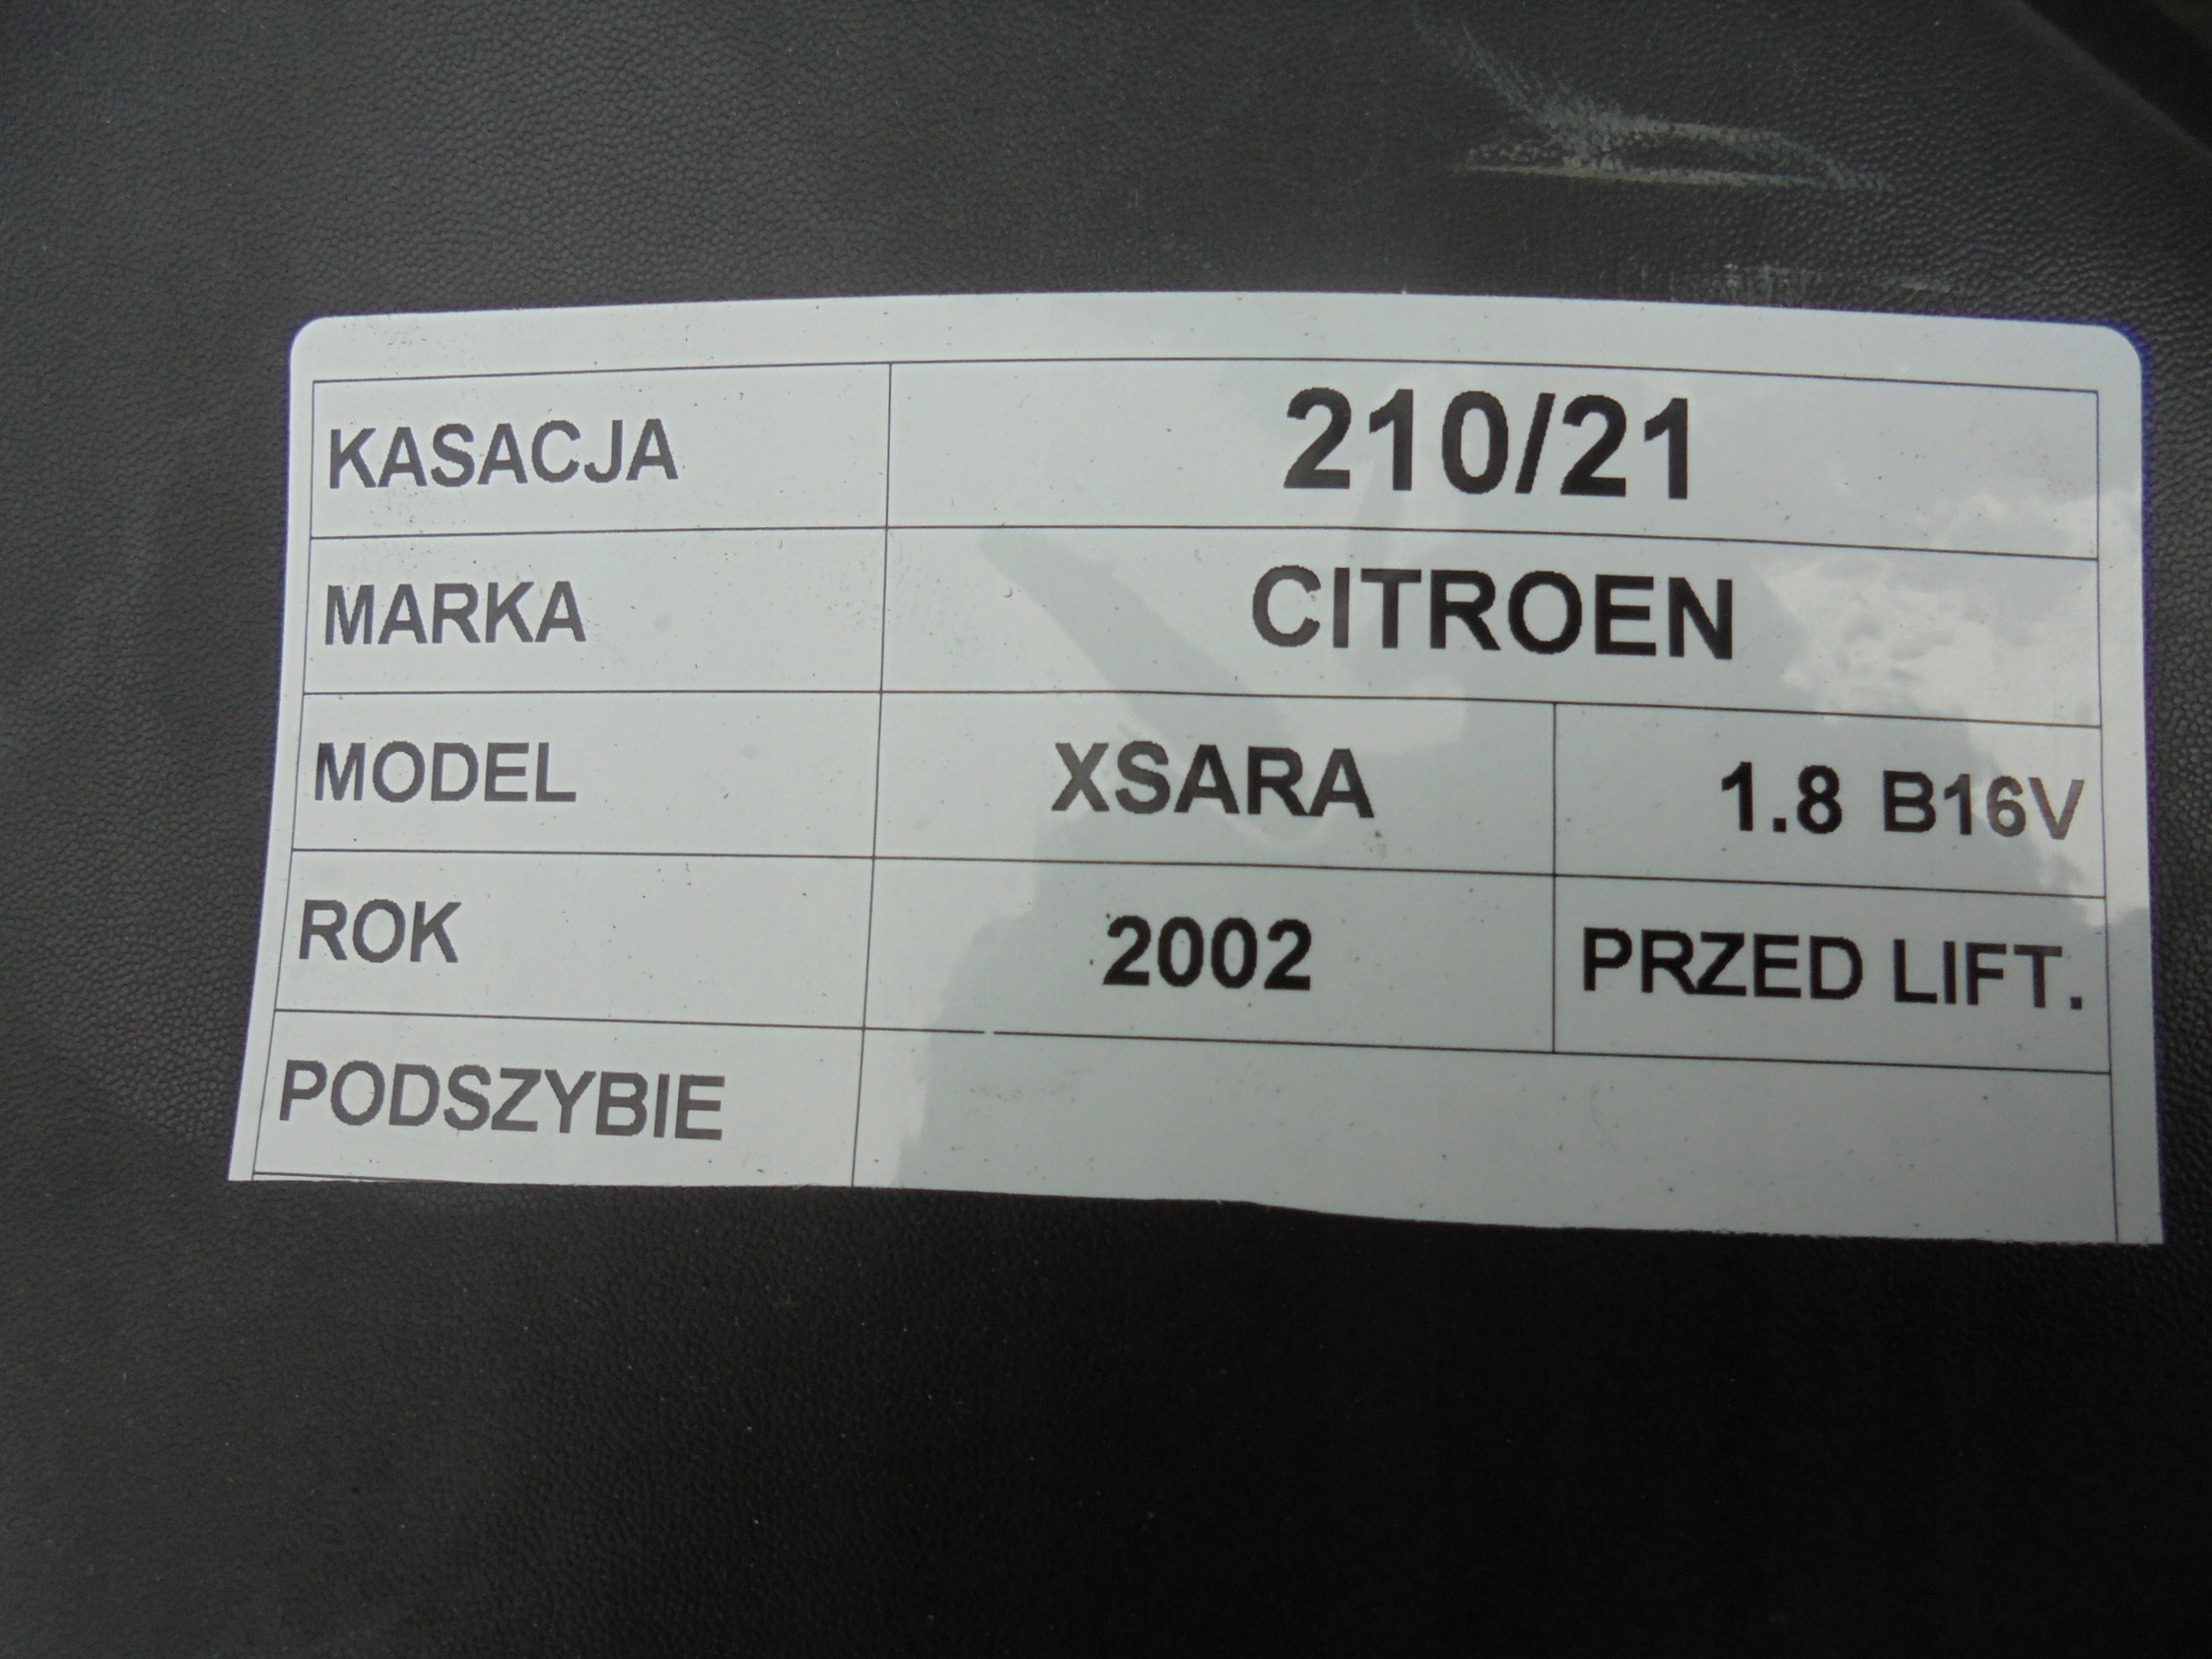 KASACJA 210/21
MARKA CITROEN
MODEL XSARA 1.8 B16V
ROK 2002 PRZED LIFT.
PODSZYBIE